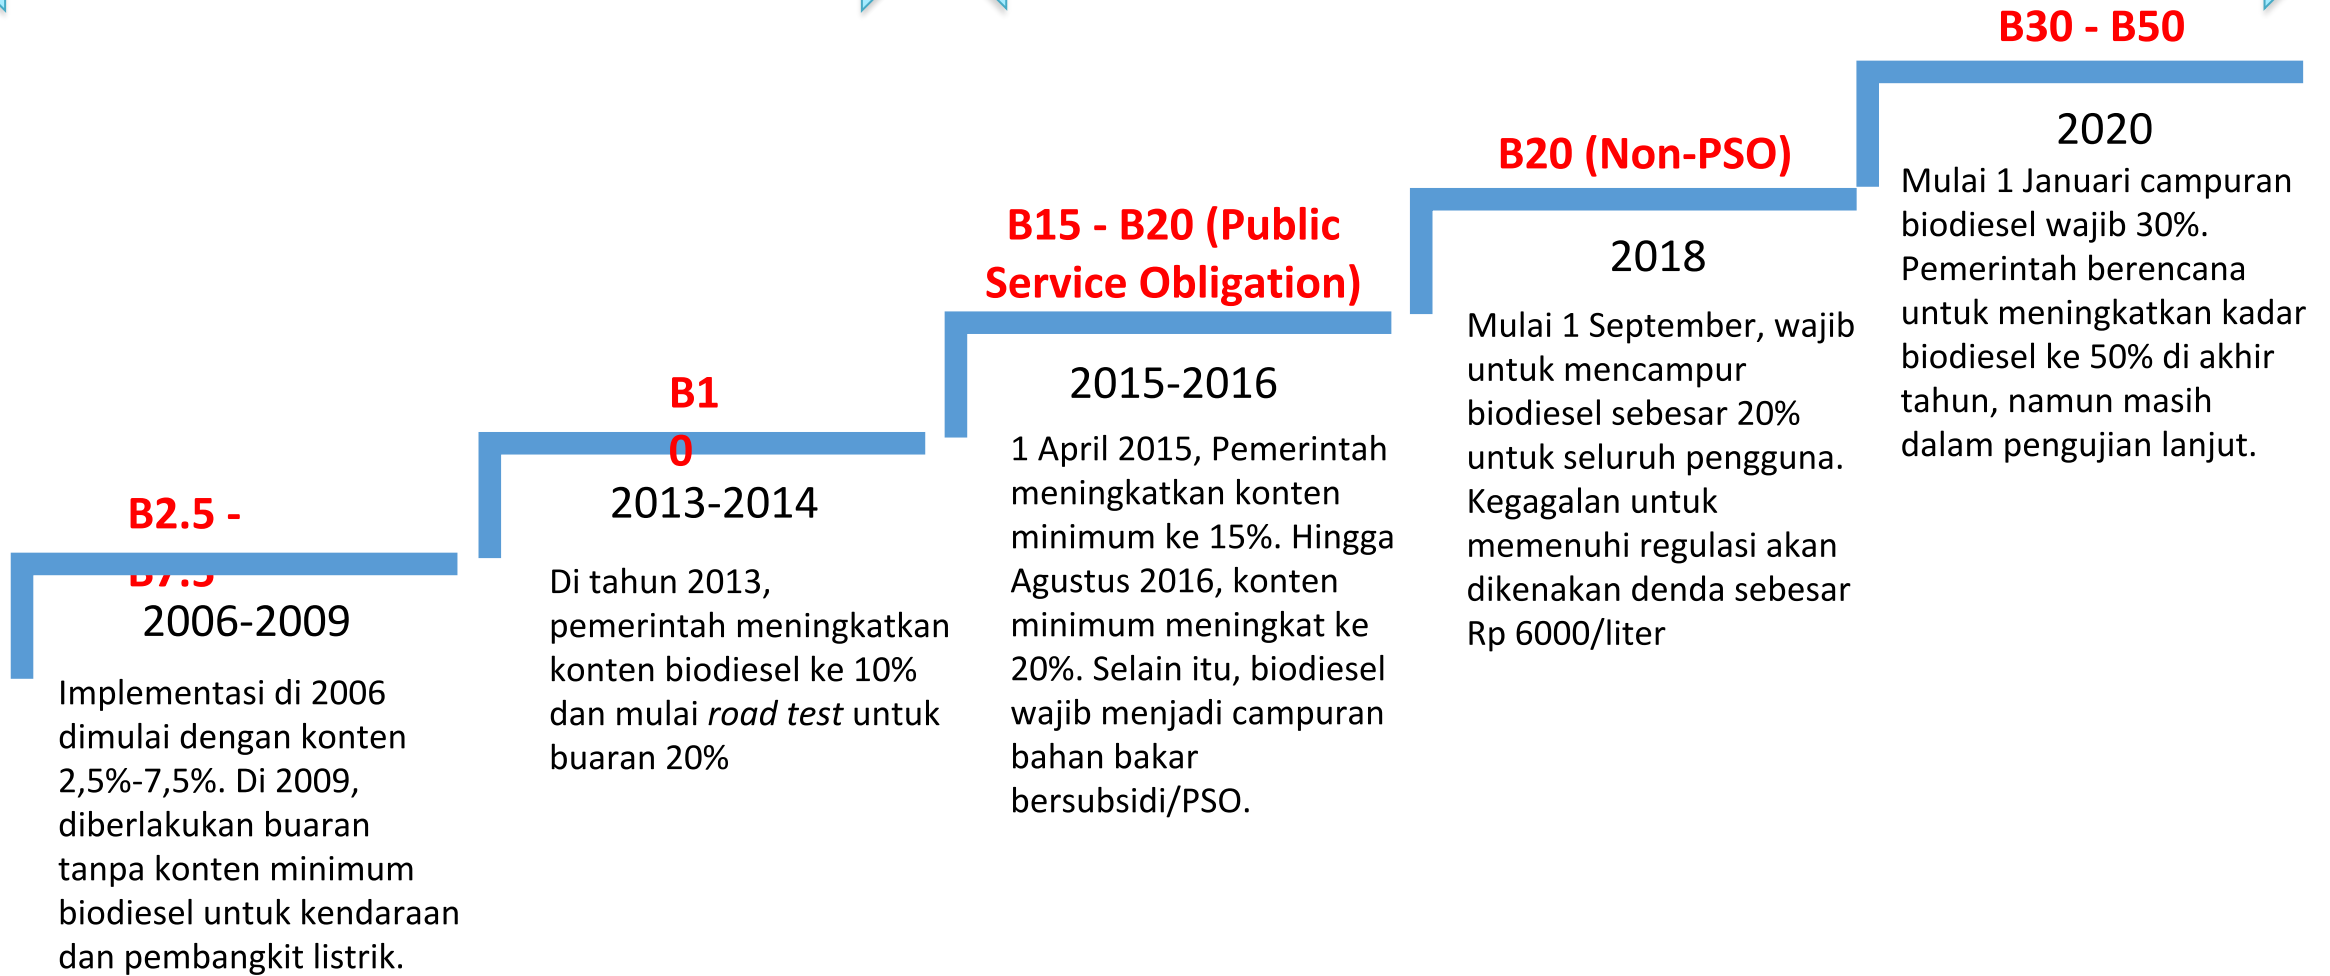 B2.5 -
B7.5
2006-2009
Implementasi di 2006
dimulai dengan konten
2,5%-7,5%. Di 2009,
diberlakukan buaran
tanpa konten minimum
biodiesel untuk kendaraan
dan pembangkit listrik.
B1
0
2013-2014
Di tahun 2013,
pemerintah meningkatkan
konten biodiesel ke 10%
dan mulai road test untuk
buaran 20%
B15 - B20 (Public
Service Obligation)
2015-2016
1 April 2015, Pemerintah
meningkatkan konten
minimum ke 15%. Hingga
Agustus 2016, konten
minimum meningkat ke
20%. Selain itu, biodiesel
wajib menjadi campuran
bahan bakar
bersubsidi/PSO.
B20 (Non-PSO)
2018
Mulai 1 September, wajib
untuk mencampur
biodiesel sebesar 20%
untuk seluruh pengguna.
Kegagalan untuk
memenuhi regulasi akan
dikenakan denda sebesar
Rp 6000/liter
B30 - B50
2020
Mulai 1 Januari campuran
biodiesel wajib 30%.
Pemerintah berencana
untuk meningkatkan kadar
biodiesel ke 50% di akhir
tahun, namun masih
dalam pengujian lanjut.